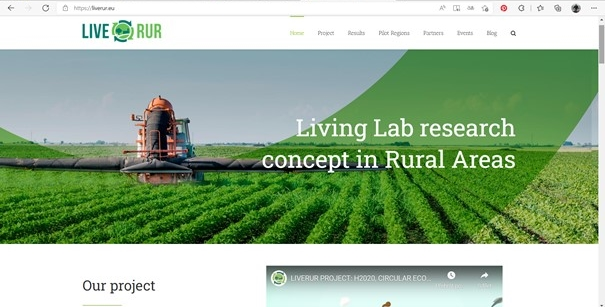 https://liverur.eu
LIVE RUR
Home Project Results Pilot Regions Partners Events Blog
Living Lab research
concept in Rural Areas
Our project
LIVERUR PROJECT: H2020, CIRCULAR ECO...